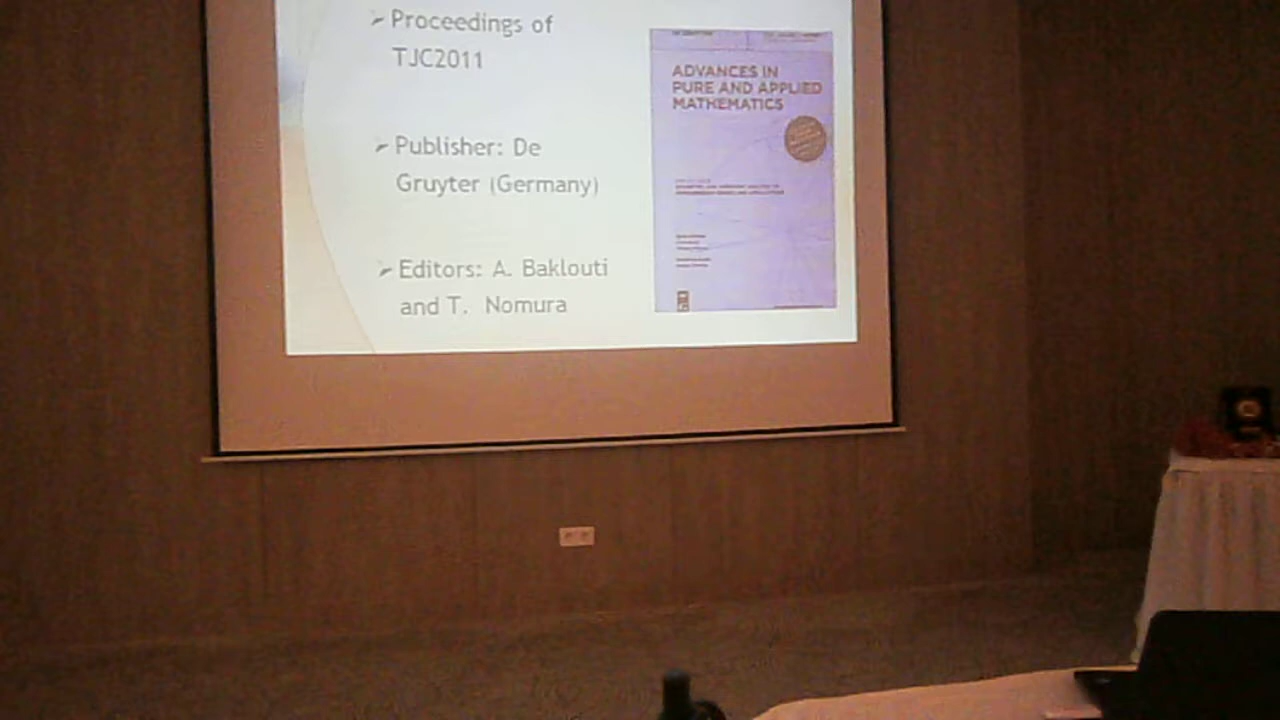 Proceedings of
TJC2011
Publisher: De
Gruyter (Germany)
Editors: A. Baklouti
and T. Nomura
ADVANCES IN
PURE AND APPLIED
MATHEMATICS